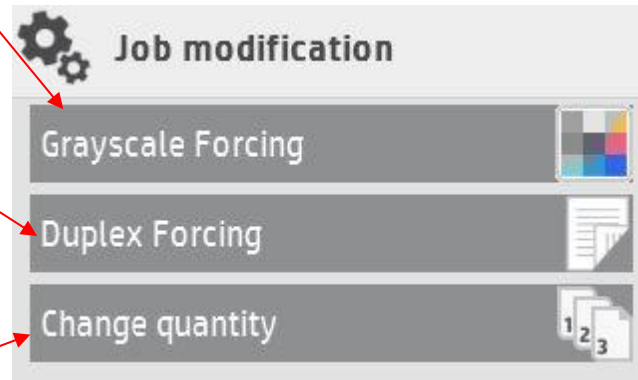 Job modification
Grayscale Forcing
Duplex Forcing
Change quantity
1 2 3